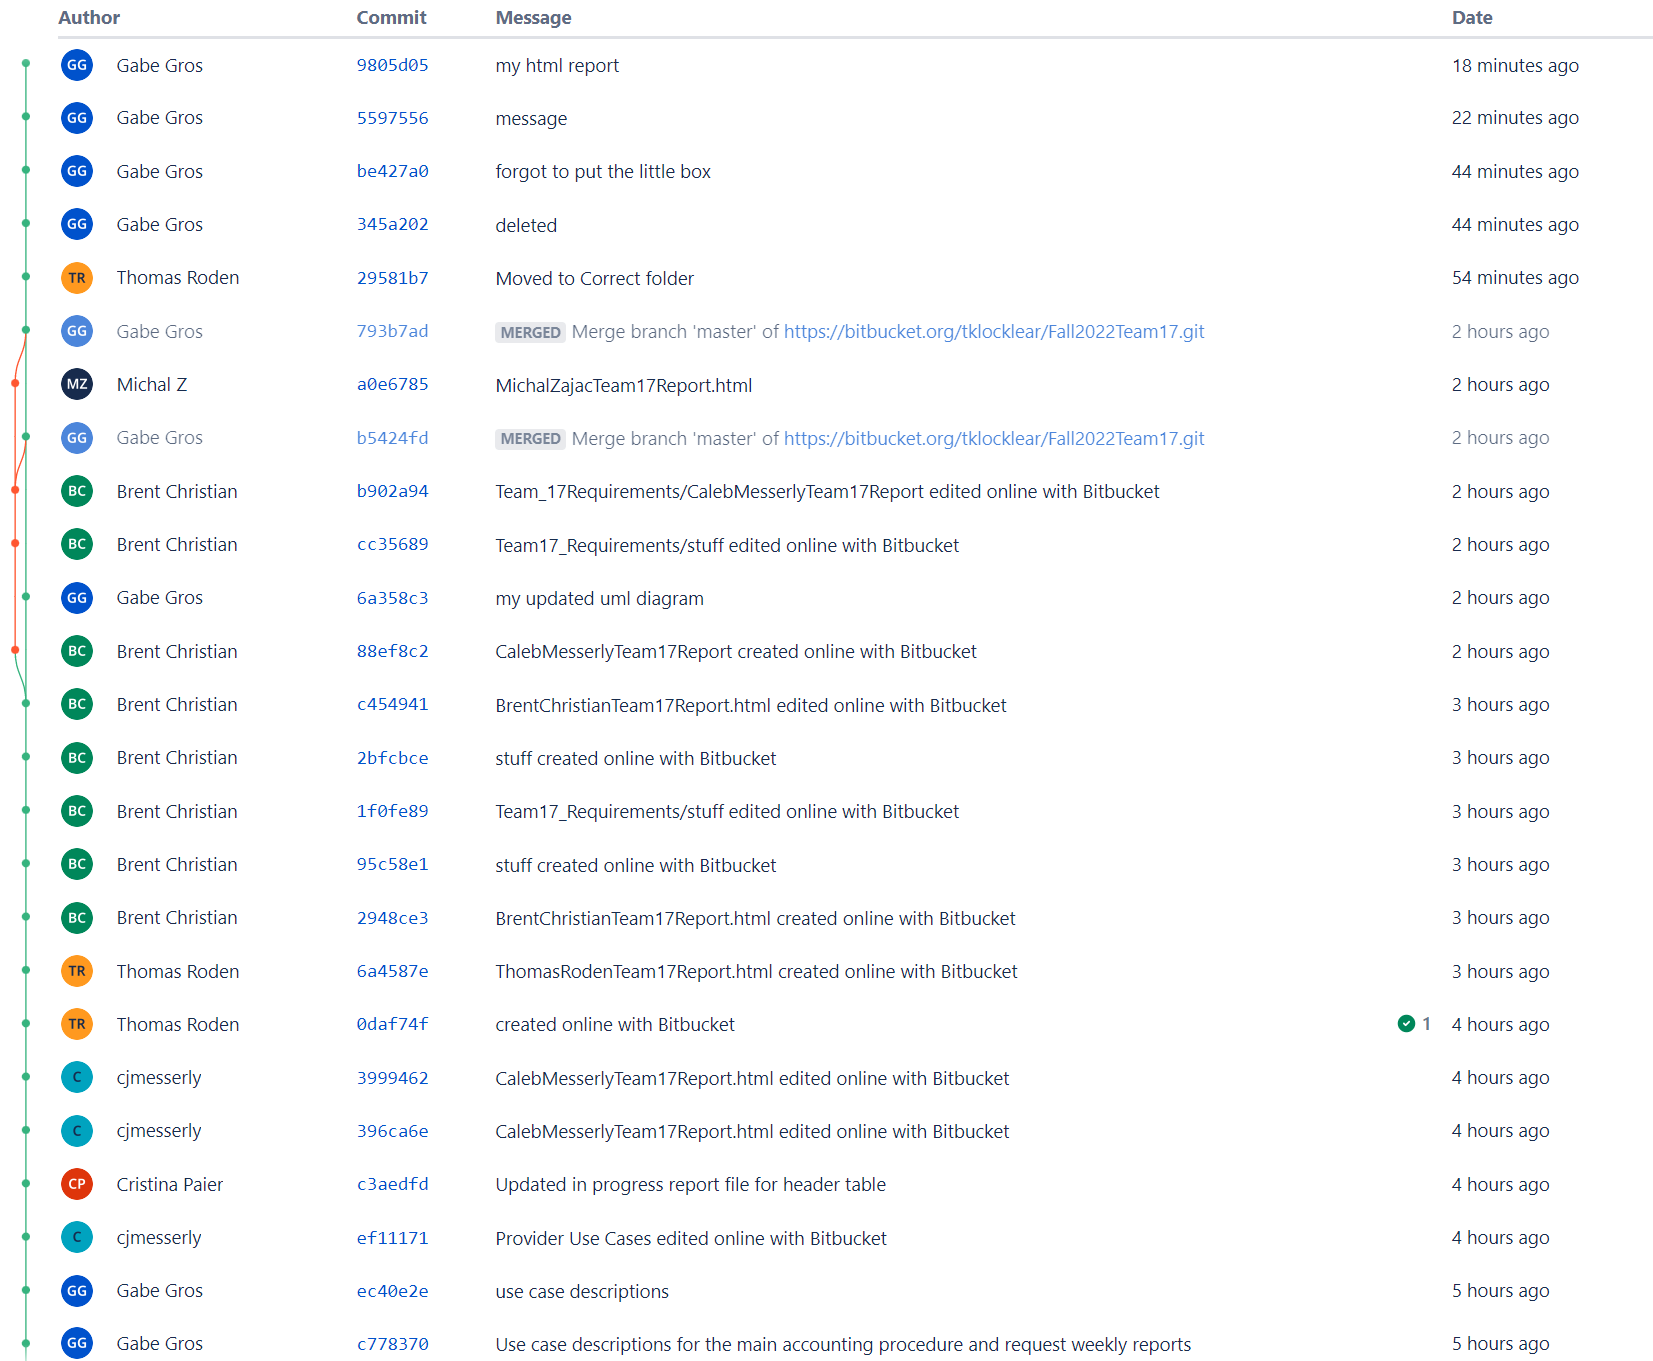 Author Commit Message Date
GG Gabe Gros 9805d05 my html report 18 minutes ago
GG Gabe Gros 5597556 message 22 minutes ago
GG Gabe Gros be427a0 forgot to put the little box 44 minutes ago
GG Gabe Gros 345a202 deleted 44 minutes ago
TR Thomas Roden 29581b7 Moved to Correct folder 54 minutes ago
GG Gabe Gros 793b7ad MERGED Merge branch 'master' of https://bitbucket.org/tklocklear/Fall2022Team17.git 2 hours ago
MZ Michal Z a0e6785 MichalZajacTeam17Report.html 2 hours ago
GG Gabe Gros b5424fd MERGED Merge branch 'master' of https://bitbucket.org/tklocklear/Fall2022Team17.git 2 hours ago
BC Brent Christian b902a94 Team_17Requirements/CalebMesserlyTeam17Report edited online with Bitbucket 2 hours ago
BC Brent Christian cc35689 Team17_Requirements/stuff edited online with Bitbucket 2 hours ago
GG Gabe Gros 6a358c3 my updated uml diagram 2 hours ago
BC Brent Christian 88ef8c2 CalebMesserlyTeam17Report created online with Bitbucket 2 hours ago
BC Brent Christian c454941 BrentChristianTeam17Report.html edited online with Bitbucket 3 hours ago
BC Brent Christian 2bfcbce stuff created online with Bitbucket 3 hours ago
BC Brent Christian 1f0fe89 Team17_Requirements/stuff edited online with Bitbucket 3 hours ago
BC Brent Christian 95c58e1 stuff created online with Bitbucket 3 hours ago
BC Brent Christian 2948ce3 BrentChristianTeam17Report.html created online with Bitbucket 3 hours ago
TR Thomas Roden 6a4587e ThomasRodenTeam17Report.html created online with Bitbucket 3 hours ago
TR Thomas Roden 0daf74f created online with Bitbucket 1 4 hours ago
C cjmesserly 3999462 CalebMesserlyTeam17Report.html edited online with Bitbucket 4 hours ago
C cjmesserly 396ca6e CalebMesserlyTeam17Report.html edited online with Bitbucket 4 hours ago
CP Cristina Paier c3aedfd Updated in progress report file for header table 4 hours ago
C cjmesserly ef11171 Provider Use Cases edited online with Bitbucket 4 hours ago
GG Gabe Gros ec40e2e use case descriptions 5 hours ago
GG Gabe Gros c778370 Use case descriptions for the main accounting procedure and request weekly reports 5 hours ago